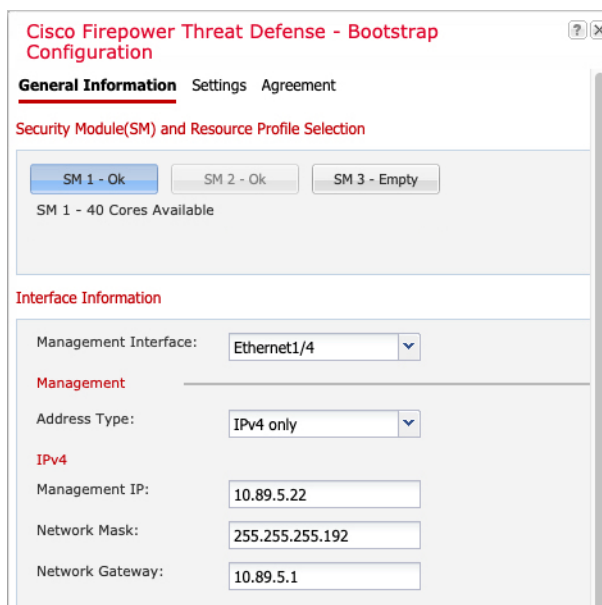 Cisco Firepower Threat Defense - Bootstrap
Configuration
General Information Settings Agreement
Security Module(SM) and Resource Profile Selection
SM 1 - Ok SM 2 - Ok SM 3 - Empty
SM 1 - 40 Cores Available
Interface Information
Management Interface: Ethernet1/4
Management
Address Type: IPv4 only
IPv4
Management IP: 10.89.5.22
Network Mask: 255.255.255.192
Network Gateway: 10.89.5.1